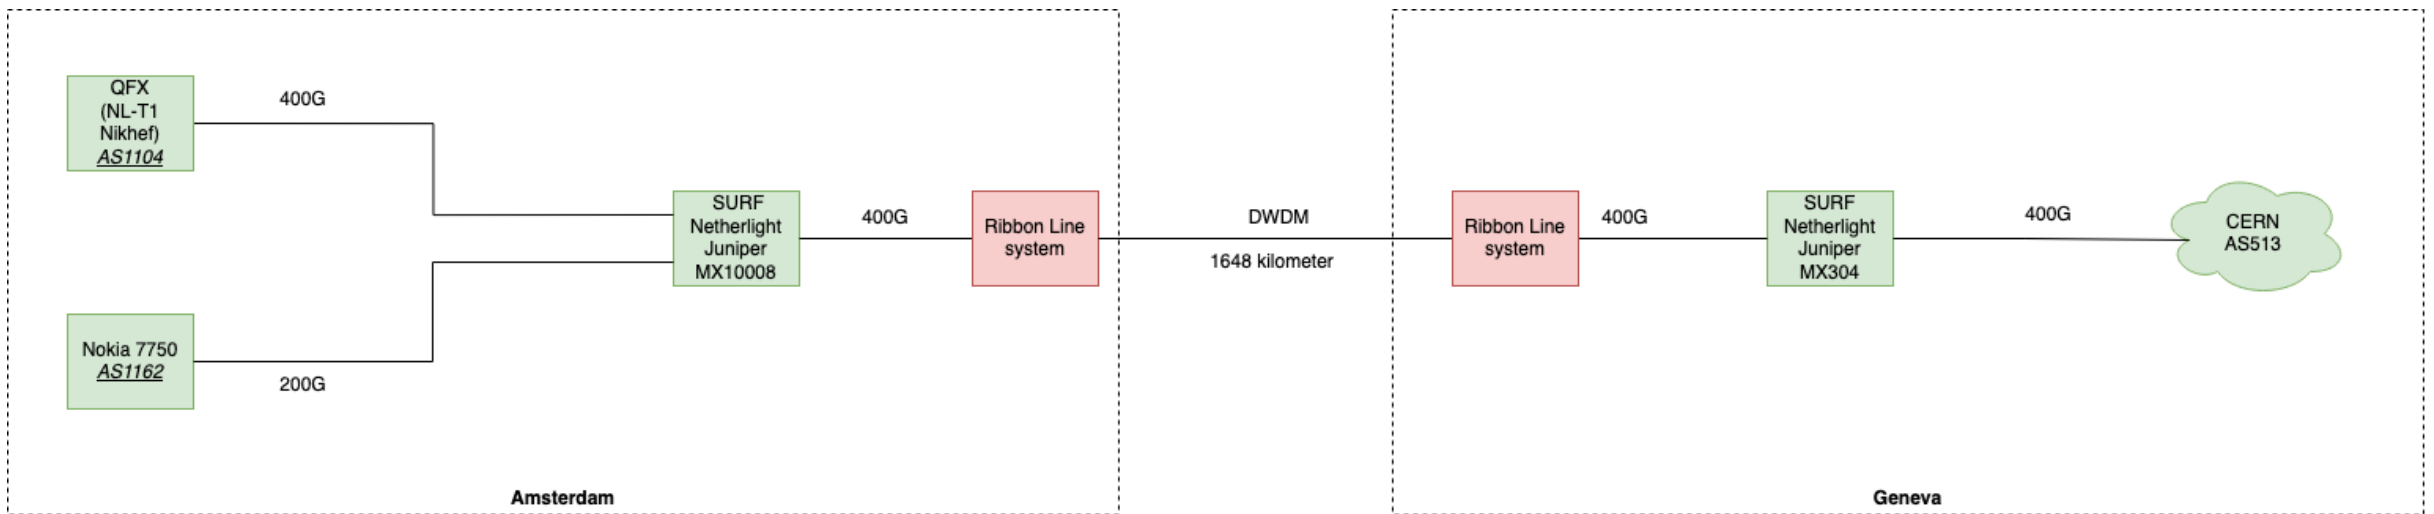 QFX
(NL-T1
Nikhef)
AS1104
400G
Nokia 7750
AS1162
200G
SURF
Netherlight
Juniper
MX10008
400G
Ribbon Line
system
DWDM
1648 kilometer
Ribbon Line
system
400G
SURF
Netherlight
Juniper
MX304
400G
CERN
AS513
Amsterdam
Geneva